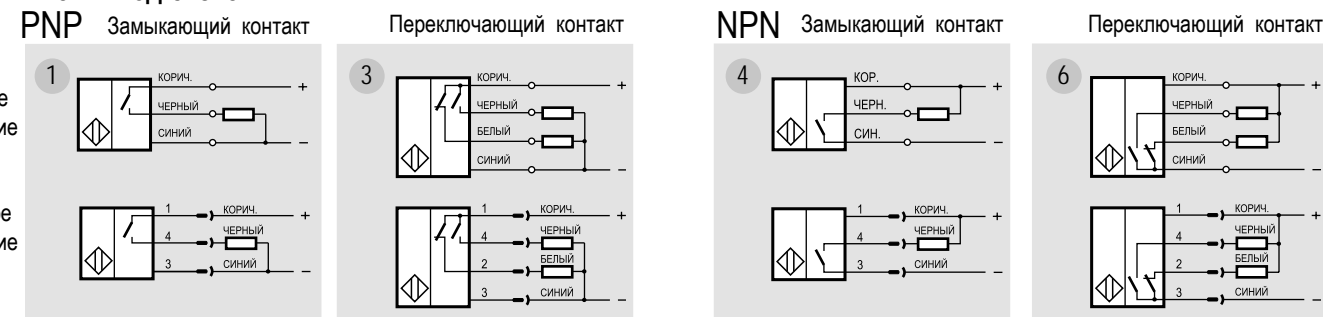 PNP Замыкающий контакт
Переключающий контакт
NPN Замыкающий контакт
Переключающий контакт
1
КОРИЧ.
+
ЧЕРНЫЙ
СИНИЙ
–
1
КОРИЧ.
+
4
ЧЕРНЫЙ
3
СИНИЙ
–
3
КОРИЧ.
+
ЧЕРНЫЙ
БЕЛЫЙ
СИНИЙ
–
1
КОРИЧ.
+
4
ЧЕРНЫЙ
2
БЕЛЫЙ
3
СИНИЙ
–
4
КОР.
+
ЧЕРН.
СИН.
–
1
КОРИЧ.
+
4
ЧЕРНЫЙ
3
СИНИЙ
–
6
КОРИЧ.
+
ЧЕРНЫЙ
БЕЛЫЙ
СИНИЙ
–
1
КОРИЧ.
+
4
ЧЕРНЫЙ
2
БЕЛЫЙ
3
СИНИЙ
–